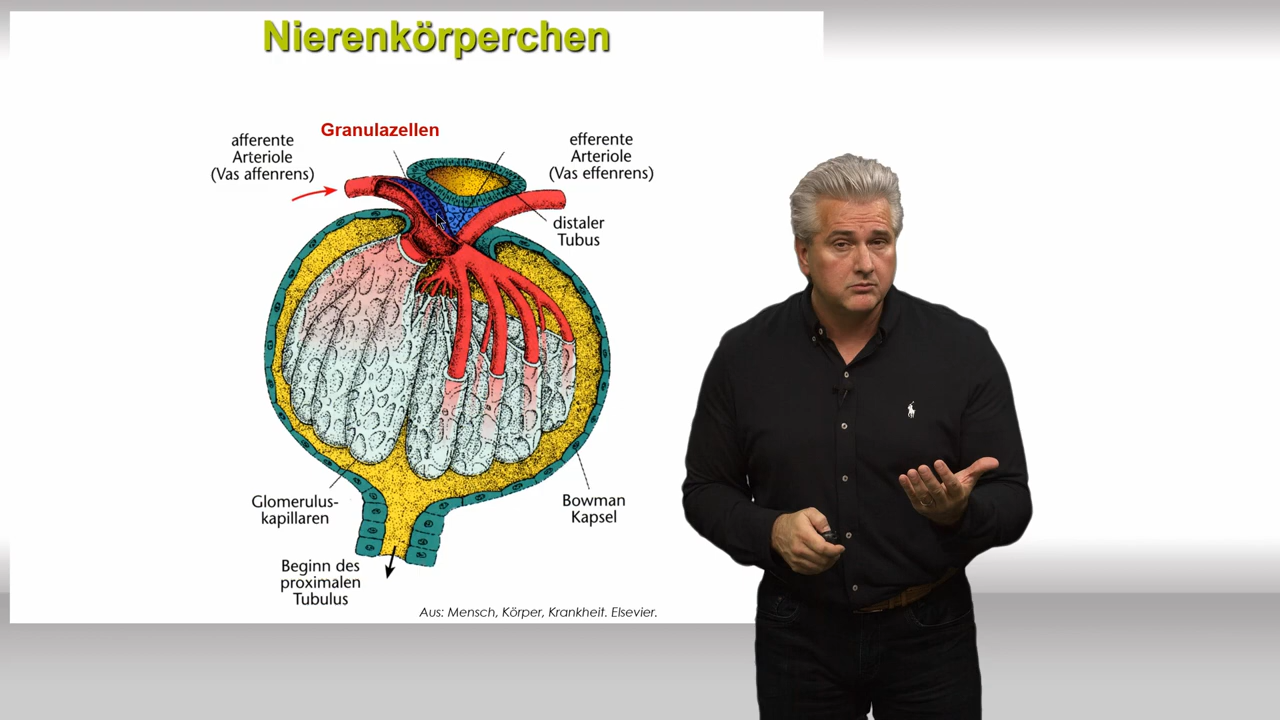 Nierenkörperchen
Granulazellen
afferente
Arteriole
(Vas affenrens)
efferente
Arteriole
(Vas effenrens)
distaler
Tubus
Glomerulus-
kapillaren
Bowman
Kapsel
Beginn des
proximalen
Tubulus
Aus: Mensch, Körper, Krankheit. Elsevier.